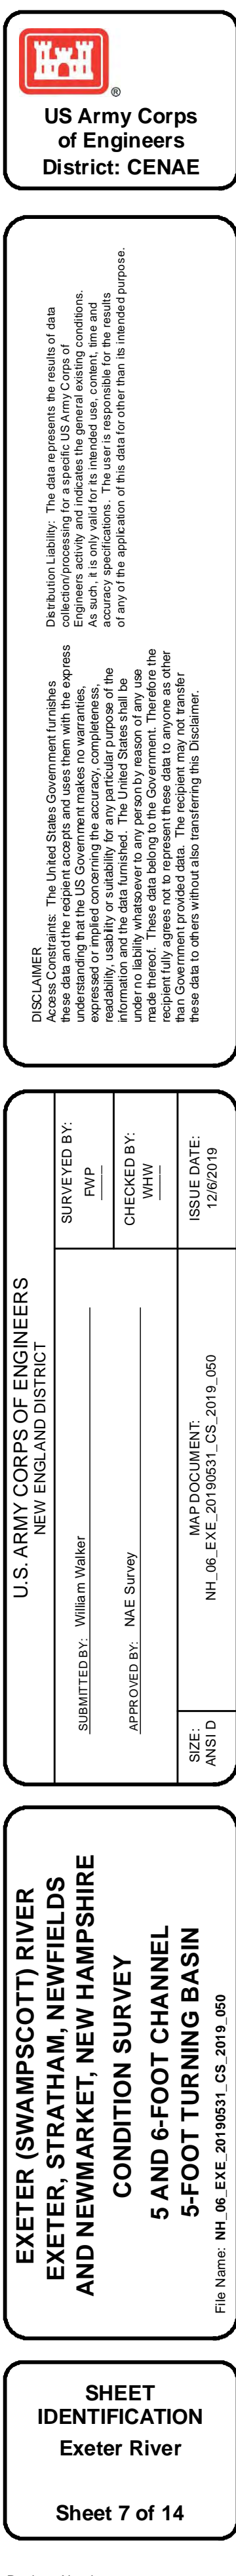 ®
US Army Corps
of Engineers
District: CENAE
DISCLAIMER
Access Constraints: The United States Government furnishes
these data and the recipient accepts and uses them with the express
understanding that the US Government makes no warranties,
expressed or implied concerning the accuracy, completeness,
readability, usability or suitability for any particular purpose of the
information and the data furnished. The United States shall be
under no liability whatsoever to any person by reason of any use
made thereof. These data belong to the Government. Therefore the
recipient fully agrees not to represent these data to anyone as other
than Government provided data. The recipient may not transfer
these data to others without also transferring this Disclaimer.
Distribution Liability: The data represents the results of data
collection/processing for a specific US Army Corps of
Engineers activity and indicates the general existing conditions.
As such, it is only valid for its intended use, content, time and
accuracy specifications. The user is responsible for the results
of any of the application of this data for other than its intended purpose.
U.S. ARMY CORPS OF ENGINEERS
NEW ENGLAND DISTRICT
SUBMITTED BY: William Walker
SURVEYED BY:
FWP
APPROVED BY: NAE Survey
CHECKED BY:
WHW
SIZE:
ANSI D
MAP DOCUMENT:
NH_06_EXE_20190531_CS_2019_050
ISSUE DATE:
12/6/2019
EXETER (SWAMPSCOTT) RIVER
EXETER, STRATHAM, NEWFIELDS
AND NEWMARKET, NEW HAMPSHIRE
CONDITION SURVEY
5 AND 6-FOOT CHANNEL
5-FOOT TURNING BASIN
File Name: NH_06_EXE_20190531_CS_2019_050
SHEET
IDENTIFICATION
Exeter River
Sheet 7 of 14